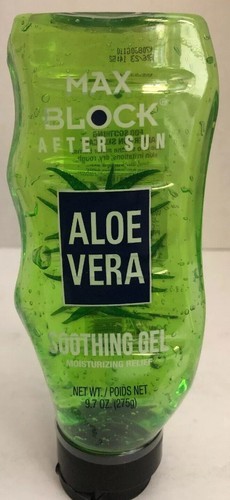 MAX
BLOCK
AFTER SUN
ALOE
VERA
SOOTHING GEL
MOISTURIZING RELIEF
NET WT. / POIDS NET
9.7 OZ. (275g)